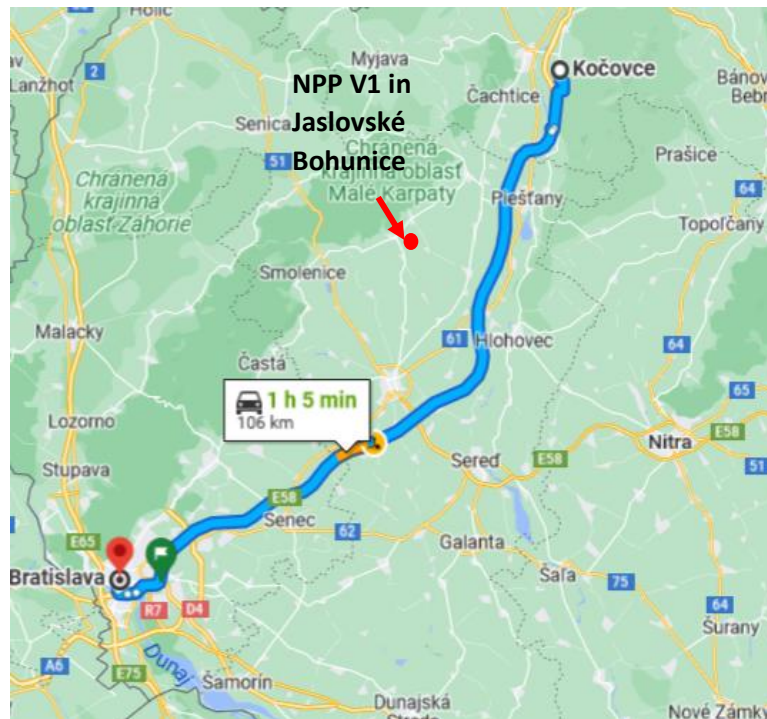 Holíč
Lanžhot
2
Myjava
Kočovce
NPP V1 in
Jaslovské
Bohunice
Čachtice
Bánov
Bebr
Senica
51
Chránená
krajinná oblasť
Malé Karpaty
Prašice
Chránená
krajinná
oblasť Záhorie
64
Piešťany
Topoľčany
Smolenice
Malacky
61
Hlohovec
64
Častá
1 h 5 min
106 km
65
Lozorno
Nitra
E58
Stupava
Sereď
E58
51
E58
Senec
62
E65
Galanta
Bratislava
Šaľa
75
R7
D4
64
Šurany
A6
E75
Dunaj
Šamorín
Dunajská
Streda
Nové Zámky